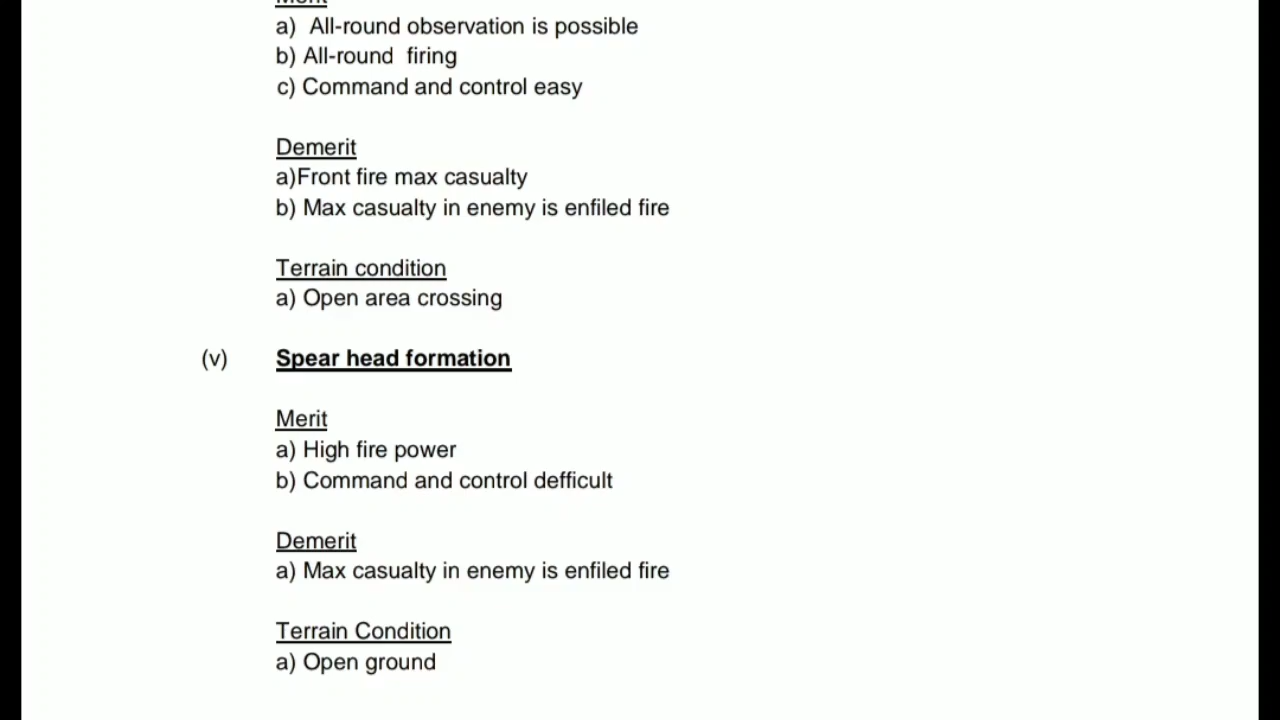 Merit
a) All-round observation is possible
b) All-round firing
c) Command and control easy
Demerit
a)Front fire max casualty
b) Max casualty in enemy is enfiled fire
Terrain condition
a) Open area crossing
(v) Spear head formation
Merit
a) High fire power
b) Command and control defficult
Demerit
a) Max casualty in enemy is enfiled fire
Terrain Condition
a) Open ground